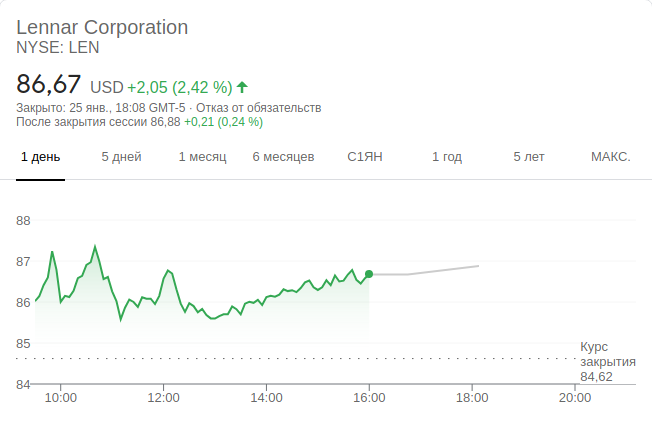 Lennar Corporation
NYSE: LEN
86,67 USD +2,05 (2,42 %)
Закрыто: 25 янв., 18:08 GMT-5 · Отказ от обязательств
После закрытия сессии 86,88 +0,21 (0,24 %)
1 день 5 дней 1 месяц 6 месяцев С1ЯН 1 год 5 лет МАКС.
88
87
86
85
Курс
закрытия
84,62
84
10:00 12:00 14:00 16:00 18:00 20:00